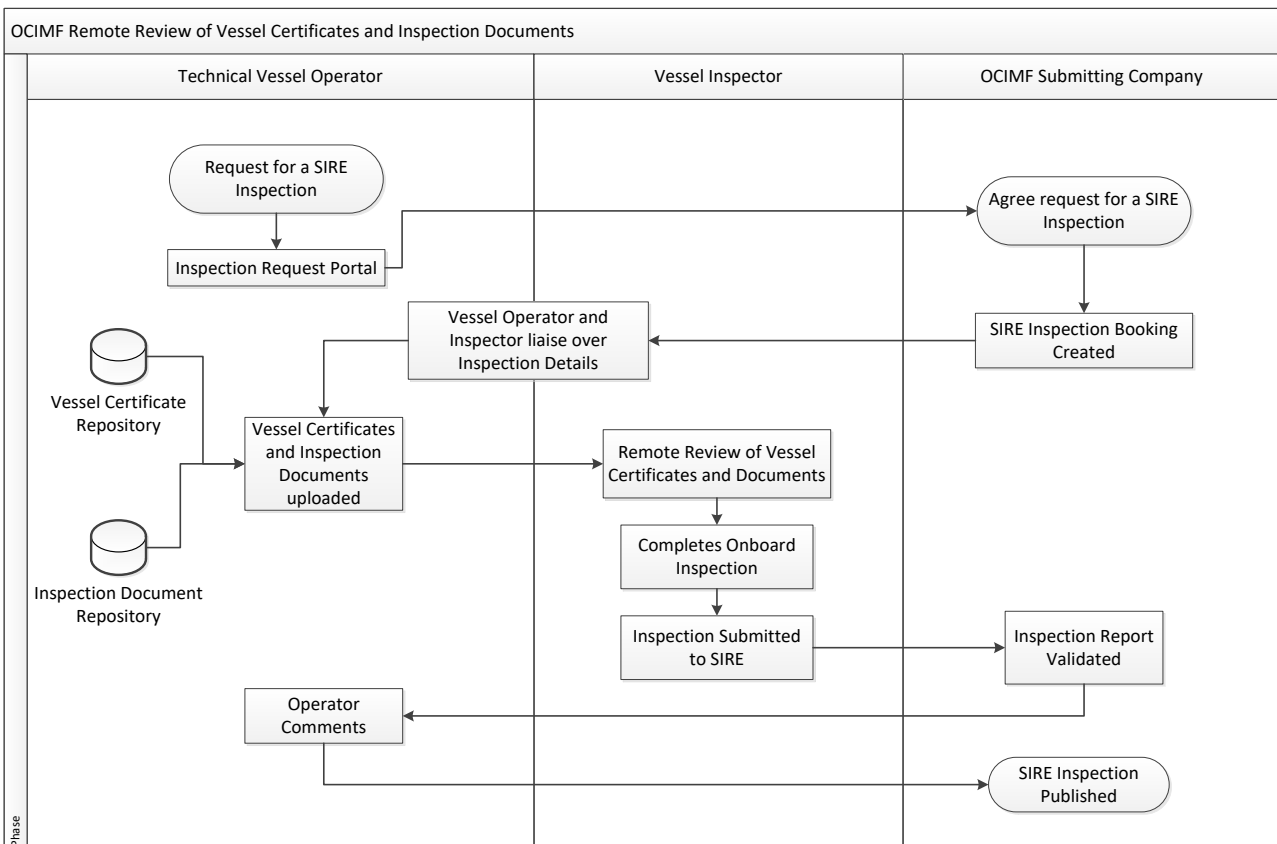 OCIMF Remote Review of Vessel Certificates and Inspection Documents
Technical Vessel Operator
Vessel Inspector
OCIMF Submitting Company
Request for a SIRE
Inspection
Agree request for a SIRE
Inspection
Inspection Request Portal
Vessel Operator and
Inspector liaise over
Inspection Details
SIRE Inspection Booking
Created
Vessel Certificate
Repository
Vessel Certificates
and Inspection
Documents
uploaded
Remote Review of Vessel
Certificates and Documents
Completes Onboard
Inspection
Inspection Document
Repository
Inspection Submitted
to SIRE
Inspection Report
Validated
Operator
Comments
SIRE Inspection
Published
Phase